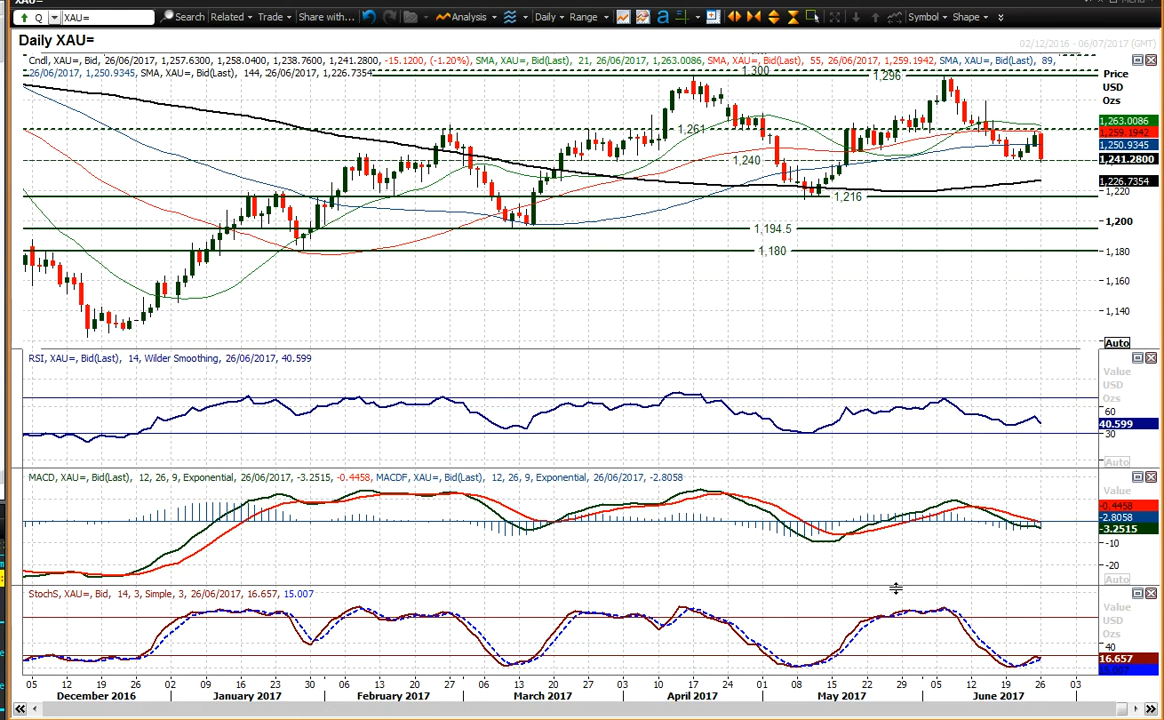 XAU=
Q XAU= Search Related Trade Share with... Analysis Daily Range Symbol Shape
Daily XAU=
02/12/2016 - 06/07/2017 (GMT)
Cndl, XAU=, Bid, 26/06/2017, 1,257.6300, 1,258.0400, 1,238.7600, 1,241.2800, -15.1200, (-1.20%), SMA, XAU=, Bid(Last), 21, 26/06/2017, 1,263.0086, SMA, XAU=, Bid(Last), 55, 26/06/2017, 1,259.1942, SMA, XAU=, Bid(Last), 89,
26/06/2017, 1,250.9345, SMA, XAU=, Bid(Last), 144, 26/06/2017, 1,226.7354
Price
USD
Ozs
1,300
1,296
1,263.0086
1,261
1,259.1942
1,250.9345
1,240
1,241.2800
1,226.7354
1,220
1,216
1,200
1,194.5
1,180
1,180
1,160
1,140
Auto
RSI, XAU=, Bid(Last), 14, Wilder Smoothing, 26/06/2017, 40.599
Value
USD
Ozs
60
40.599
30
Auto
MACD, XAU=, Bid(Last), 12, 26, 9, Exponential, 26/06/2017, -3.2515, -0.4458, MACDF, XAU=, Bid(Last), 12, 26, 9, Exponential, 26/06/2017, -2.8058
Value
-0.4458
-2.8058
-3.2515
-10
-20
Auto
StochS, XAU=, Bid, 14, 3, Simple, 3, 26/06/2017, 16.657, 15.007
Value
USD
Ozs
40
16.657
15.007
05 12 19 26 02 09 16 23 30 06 13 20 27 06 13 20 27 03 10 18 24 01 08 15 22 29 05 12 19 26 03
December 2016 January 2017 February 2017 March 2017 April 2017 May 2017 June 2017